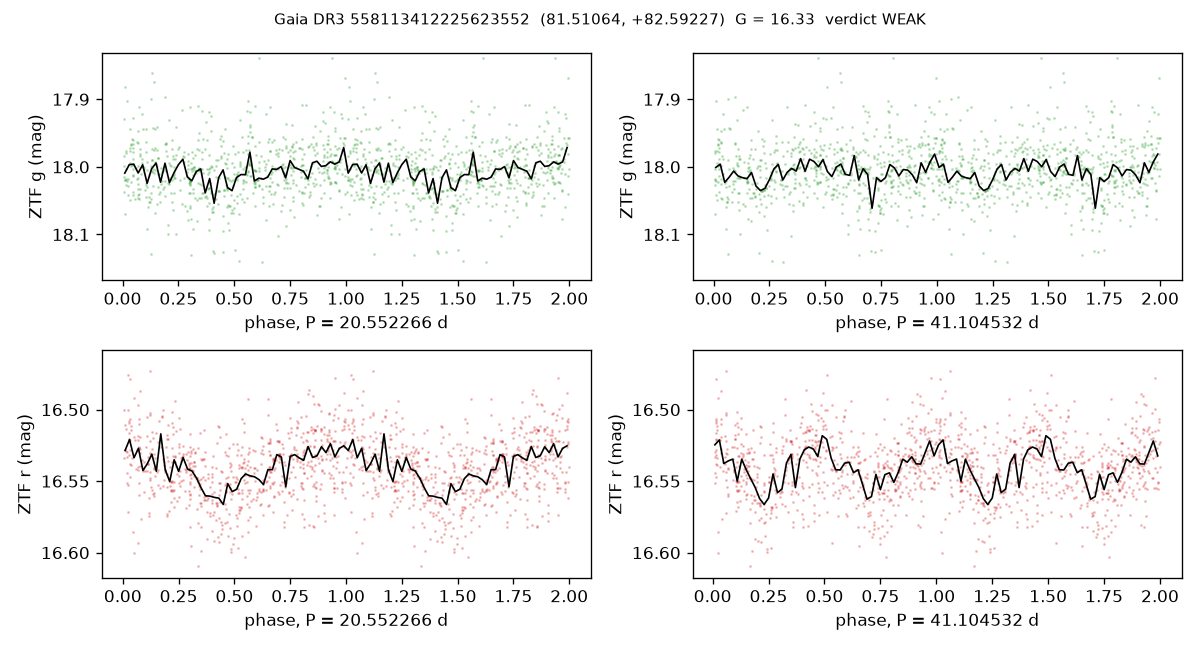 Gaia DR3 558113412225623552  (81.51064, +82.59227)  G = 16.33  verdict WEAK
ZTF g (mag)
17.9
18.0
18.1
0.00 0.25 0.50 0.75 1.00 1.25 1.50 1.75 2.00
phase, P = 20.552266 d
ZTF g (mag)
17.9
18.0
18.1
0.00 0.25 0.50 0.75 1.00 1.25 1.50 1.75 2.00
phase, P = 41.104532 d
ZTF r (mag)
16.50
16.55
16.60
0.00 0.25 0.50 0.75 1.00 1.25 1.50 1.75 2.00
phase, P = 20.552266 d
ZTF r (mag)
16.50
16.55
16.60
0.00 0.25 0.50 0.75 1.00 1.25 1.50 1.75 2.00
phase, P = 41.104532 d